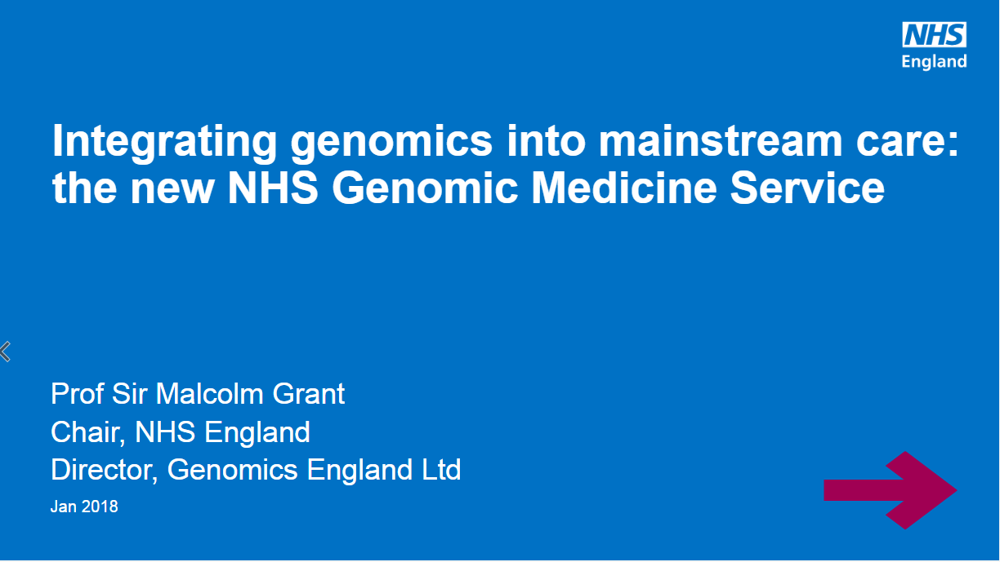 NHS
England
Integrating genomics into mainstream care:
the new NHS Genomic Medicine Service
Prof Sir Malcolm Grant
Chair, NHS England
Director, Genomics England Ltd
Jan 2018